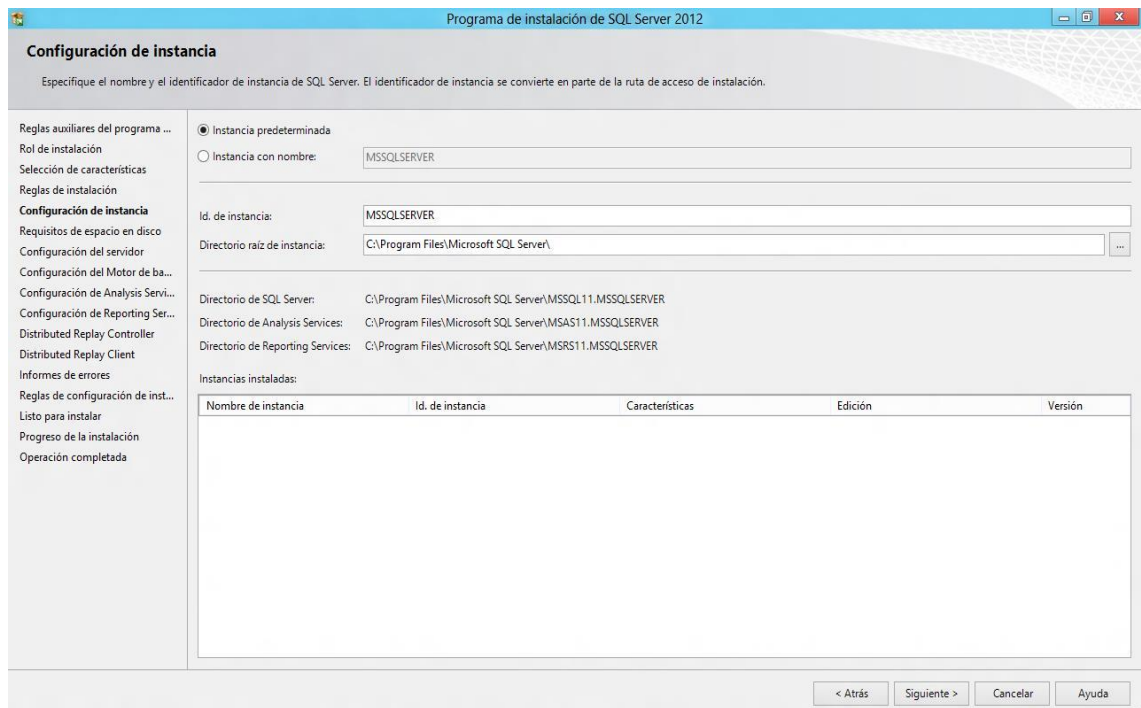 Programa de instalación de SQL Server 2012
Configuración de instancia
Especifique el nombre y el identificador de instancia de SQL Server. El identificador de instancia se convierte en parte de la ruta de acceso de instalación.
Reglas auxiliares del programa ...
Rol de instalación
Selección de características
Reglas de instalación
Configuración de instancia
Requisitos de espacio en disco
Configuración del servidor
Configuración del Motor de ba...
Configuración de Analysis Servi...
Configuración de Reporting Ser...
Distributed Replay Controller
Distributed Replay Client
Informes de errores
Reglas de configuración de inst...
Listo para instalar
Progreso de la instalación
Operación completada
Instancia predeterminada
Instancia con nombre: MSSQLSERVER
Id. de instancia: MSSQLSERVER
Directorio raíz de instancia: C:\Program Files\Microsoft SQL Server\ ...
Directorio de SQL Server: C:\Program Files\Microsoft SQL Server\MSSQL11.MSSQLSERVER
Directorio de Analysis Services: C:\Program Files\Microsoft SQL Server\MSAS11.MSSQLSERVER
Directorio de Reporting Services: C:\Program Files\Microsoft SQL Server\MSRS11.MSSQLSERVER
Instancias instaladas:
Nombre de instancia Id. de instancia Características Edición Versión
< Atrás Siguiente > Cancelar Ayuda